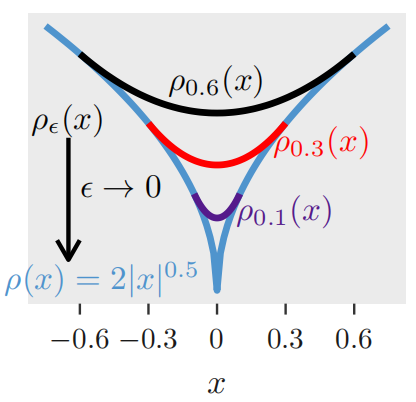 ρ₀.₆(x)
ρ_ϵ(x)
ρ₀.₃(x)
ϵ → 0
ρ₀.₁(x)
ρ(x) = 2|x|^0.5
−0.6 −0.3 0 0.3 0.6
x